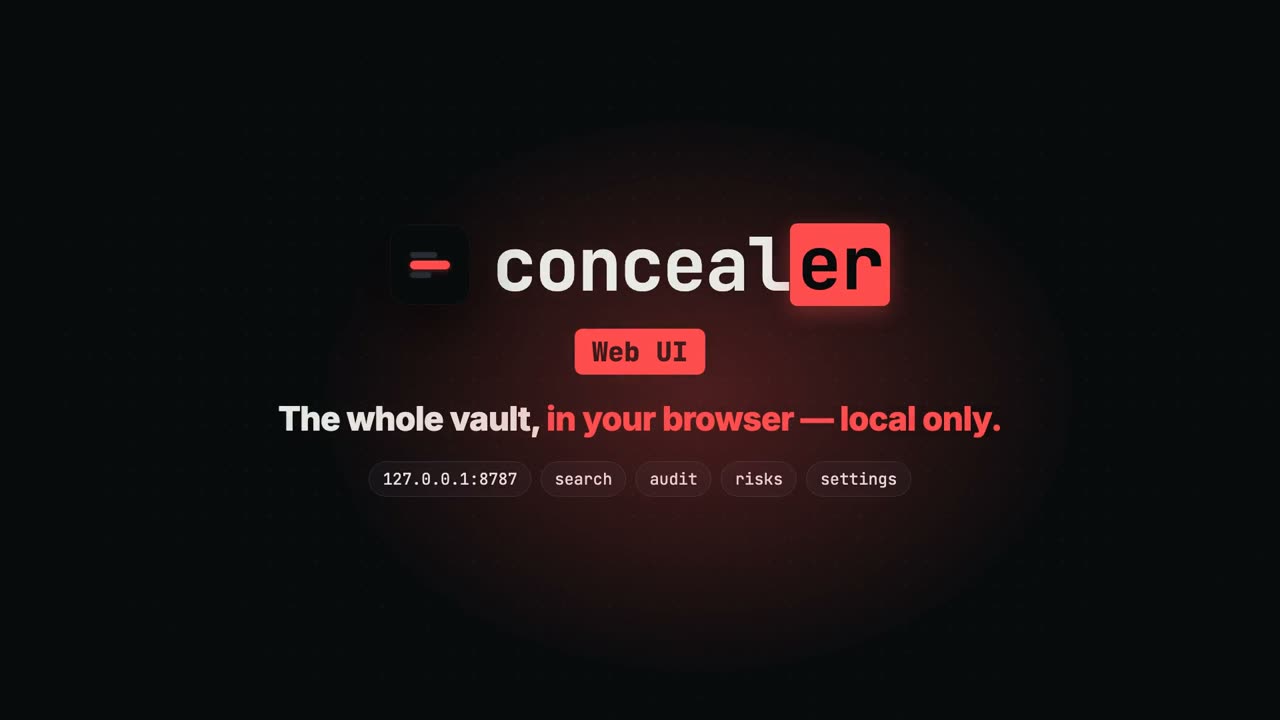 concealer
Web UI
The whole vault, in your browser — local only.
127.0.0.1:8787 search audit risks settings